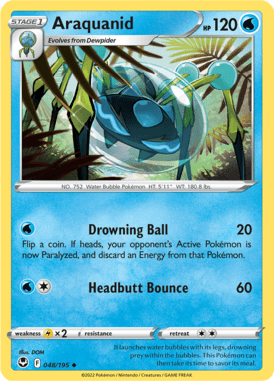 STAGE 1
Araquanid
HP 120
Evolves from Dewpider
NO. 752 Water Bubble Pokémon HT: 5'11" WT: 180.8 lbs.
Drowning Ball 20
Flip a coin. If heads, your opponent's Active Pokémon is
now Paralyzed, and discard an Energy from that Pokémon.
Headbutt Bounce 60
weakness ×2 resistance retreat
Illus. DOM
It launches water bubbles with its legs, drowning
prey within the bubbles. This Pokémon can
then take its time to savor its meal.
F 048/195
©2022 Pokémon / Nintendo / Creatures / GAME FREAK